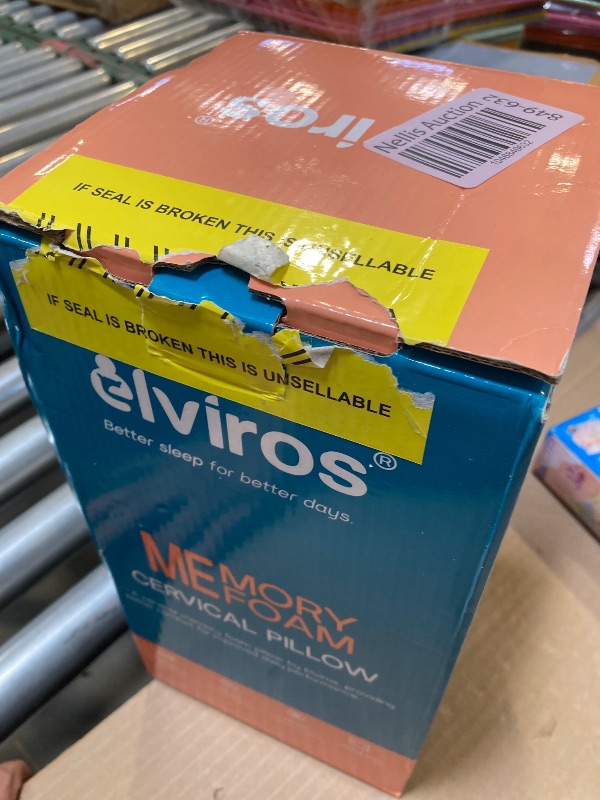 iros®
Nellis Auction
849-632
IF SEAL IS BROKEN THIS IS UNSELLABLE
IF SEAL IS BROKEN THIS IS UNSELLABLE
elviros®
Better sleep for better days.
MEMORY
FOAM
CERVICAL PILLOW